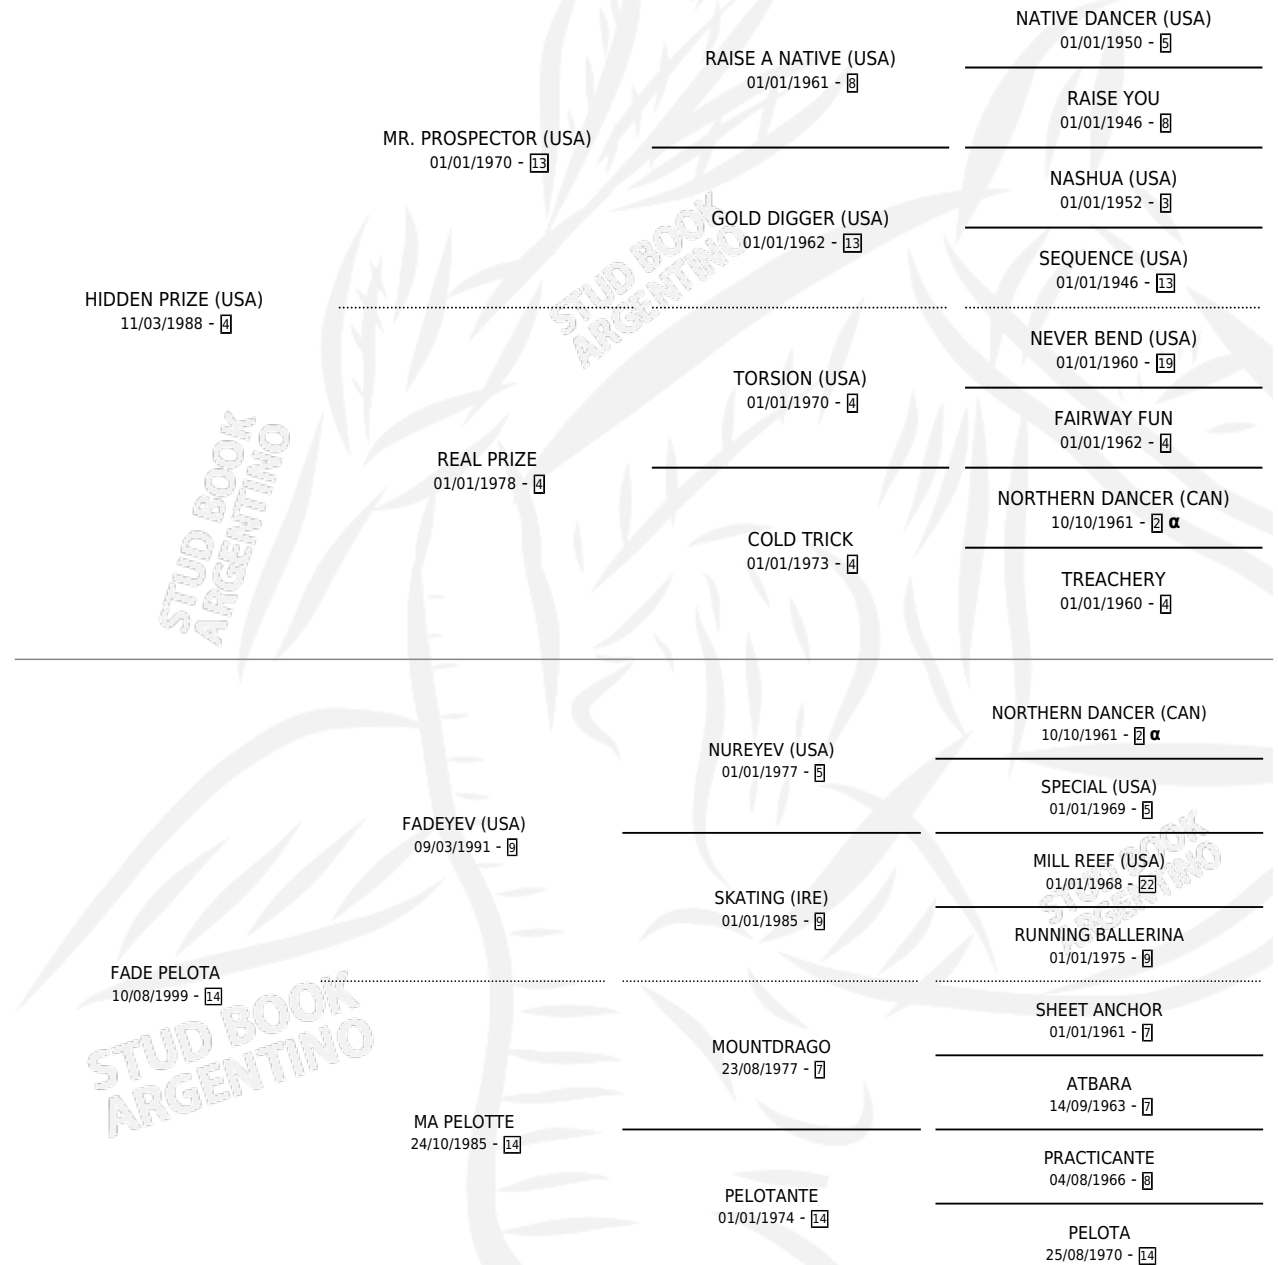 NATIVE DANCER (USA)
01/01/1950 - 5
RAISE A NATIVE (USA)
01/01/1961 - 8
RAISE YOU
01/01/1946 - 8
MR. PROSPECTOR (USA)
01/01/1970 - 13
NASHUA (USA)
01/01/1952 - 3
GOLD DIGGER (USA)
01/01/1962 - 13
SEQUENCE (USA)
01/01/1946 - 13
HIDDEN PRIZE (USA)
11/03/1988 - 4
NEVER BEND (USA)
01/01/1960 - 19
TORSION (USA)
01/01/1970 - 4
FAIRWAY FUN
01/01/1962 - 4
REAL PRIZE
01/01/1978 - 4
NORTHERN DANCER (CAN)
10/10/1961 - 2 α
COLD TRICK
01/01/1973 - 4
TREACHERY
01/01/1960 - 4
NORTHERN DANCER (CAN)
10/10/1961 - 2 α
NUREYEV (USA)
01/01/1977 - 5
SPECIAL (USA)
01/01/1969 - 5
FADEYEV (USA)
09/03/1991 - 9
MILL REEF (USA)
01/01/1968 - 22
SKATING (IRE)
01/01/1985 - 9
RUNNING BALLERINA
01/01/1975 - 9
FADE PELOTA
10/08/1999 - 14
SHEET ANCHOR
01/01/1961 - 7
MOUNTDRAGO
23/08/1977 - 7
ATBARA
14/09/1963 - 7
MA PELOTTE
24/10/1985 - 14
PRACTICANTE
04/08/1966 - 8
PELOTANTE
01/01/1974 - 14
PELOTA
25/08/1970 - 14
STUD BOOK
ARGENTINO
STUD BOOK
ARGENTINO
STUD BOOK
ARGENTINO
STUD BOOK
ARGENTINO